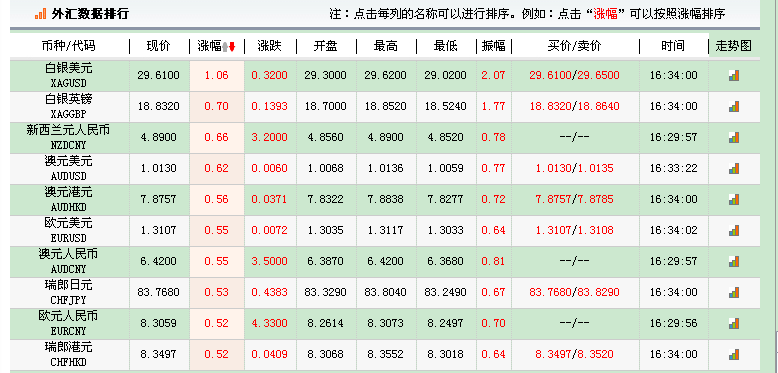 外汇数据排行 注：点击每列的名称可以进行排序。例如：点击“涨幅”可以按照涨幅排序
币种/代码 现价 涨幅 涨跌 开盘 最高 最低 振幅 买价/卖价 时间 走势图
白银美元
XAGUSD 29.6100 1.06 0.3200 29.3000 29.6200 29.0200 2.07 29.6100/29.6500 16:34:00
白银英镑
XAGGBP 18.8320 0.70 0.1393 18.7000 18.8520 18.5240 1.77 18.8320/18.8640 16:34:00
新西兰元人民币
NZDCNY 4.8900 0.66 3.2000 4.8560 4.8900 4.8520 0.78 --/-- 16:29:57
澳元美元
AUDUSD 1.0130 0.62 0.0060 1.0068 1.0136 1.0059 0.77 1.0130/1.0135 16:33:22
澳元港元
AUDHKD 7.8757 0.56 0.0371 7.8322 7.8838 7.8277 0.72 7.8757/7.8785 16:34:00
欧元美元
EURUSD 1.3107 0.55 0.0072 1.3035 1.3117 1.3033 0.64 1.3107/1.3108 16:34:02
澳元人民币
AUDCNY 6.4200 0.55 3.5000 6.3870 6.4200 6.3680 0.81 --/-- 16:29:57
瑞郎日元
CHFJPY 83.7680 0.53 0.4383 83.3290 83.8040 83.2490 0.67 83.7680/83.8290 16:34:00
欧元人民币
EURCNY 8.3059 0.52 4.3300 8.2614 8.3073 8.2497 0.70 --/-- 16:29:56
瑞郎港元
CHFHKD 8.3497 0.52 0.0409 8.3068 8.3552 8.3018 0.64 8.3497/8.3520 16:34:00